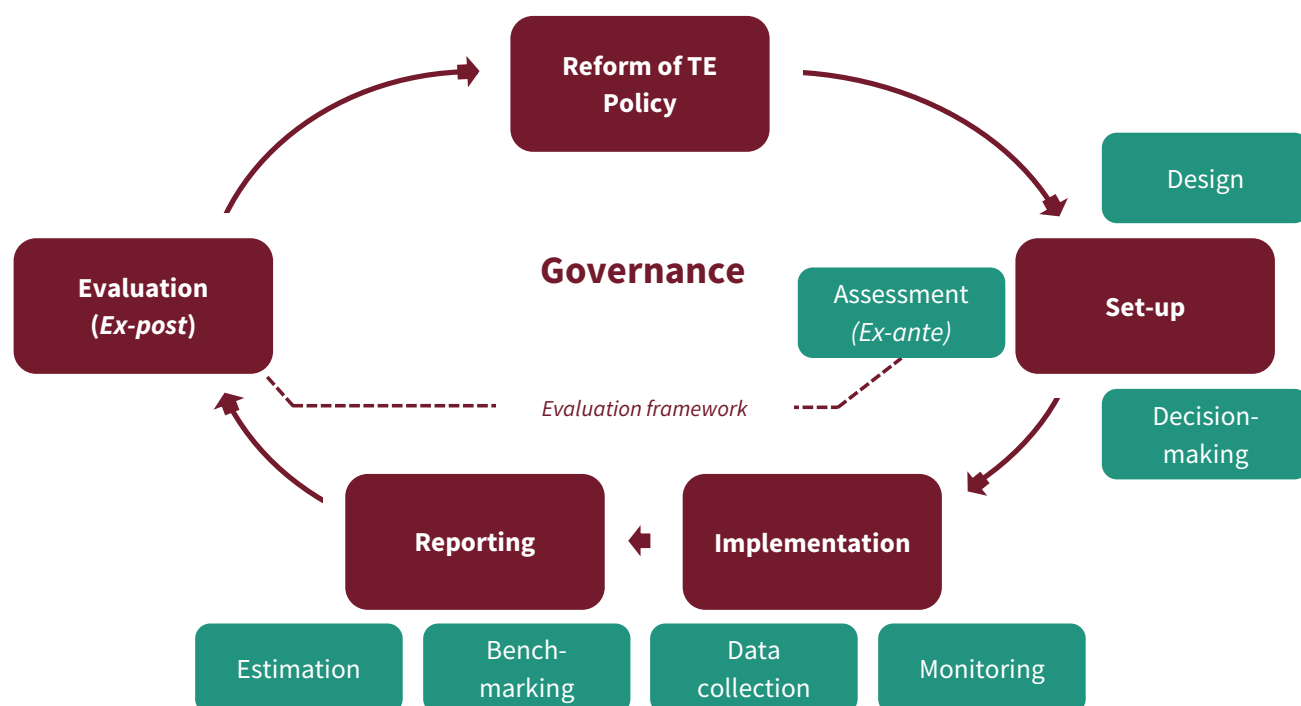 Reform of TE
Policy
Design
Evaluation
(Ex-post)
Governance
Assessment
(Ex-ante)
Set-up
Evaluation framework
Decision-
making
Reporting
Implementation
Estimation
Bench-
marking
Data
collection
Monitoring